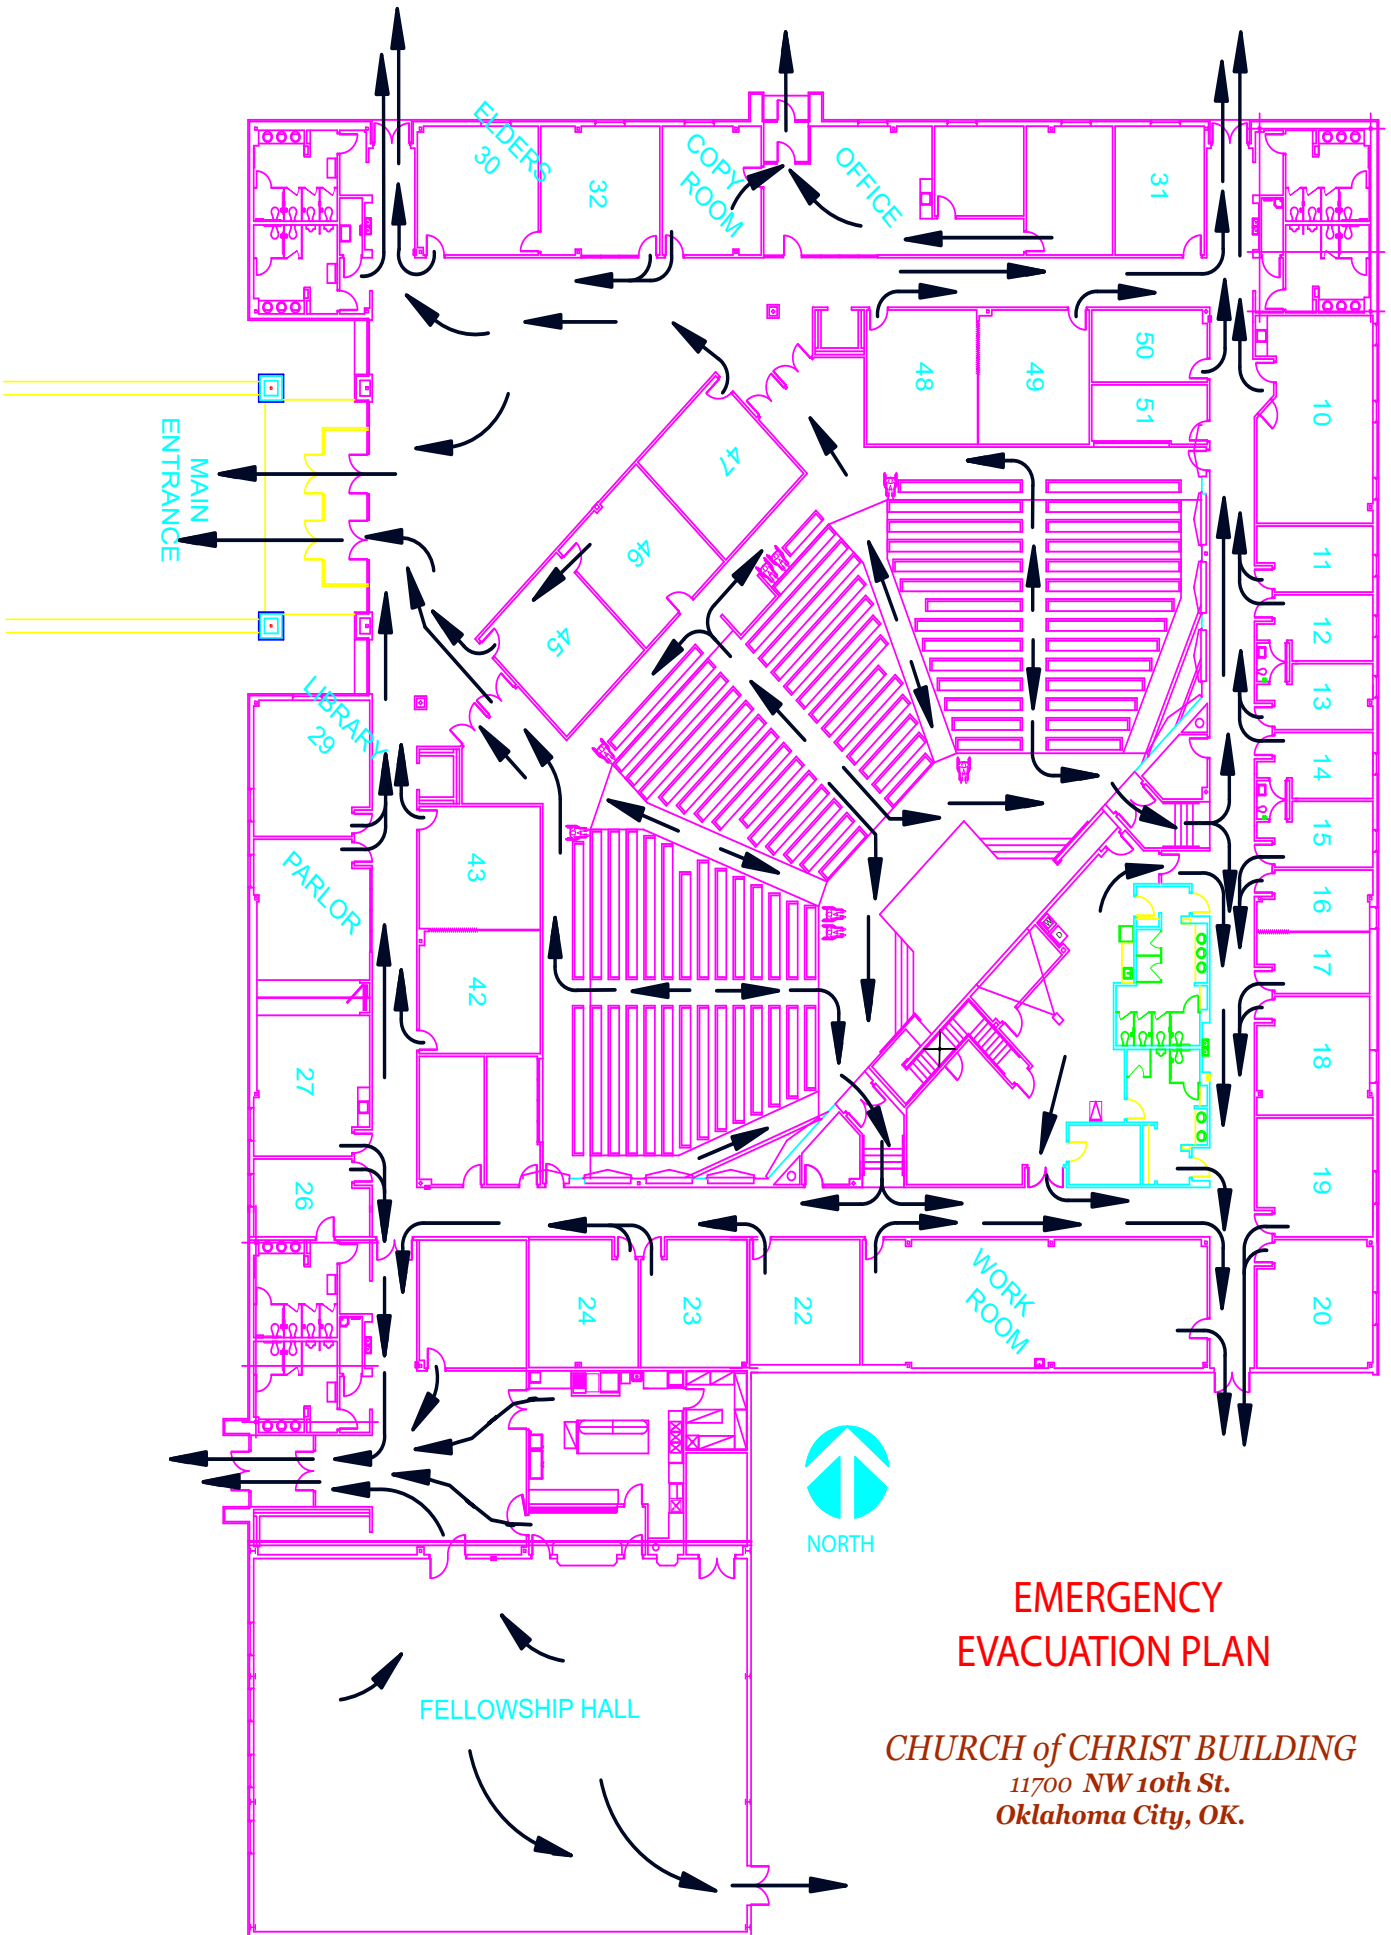 ELDERS
30
32
COPY
ROOM
OFFICE
31
48
49
50
51
10
47
MAIN
ENTRANCE
46
11
45
12
LIBRARY
29
13
14
43
15
PARLOR
16
42
17
27
18
26
19
24
23
22
WORK
ROOM
20
NORTH
EMERGENCY
EVACUATION PLAN
FELLOWSHIP HALL
CHURCH of CHRIST BUILDING
11700 NW 10th St.
Oklahoma City, OK.